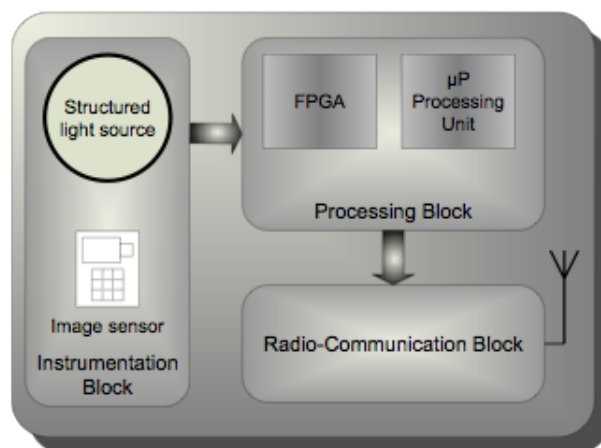 Structured
light source
Image sensor
Instrumentation
Block
FPGA
µP
Processing
Unit
Processing Block
Radio-Communication Block